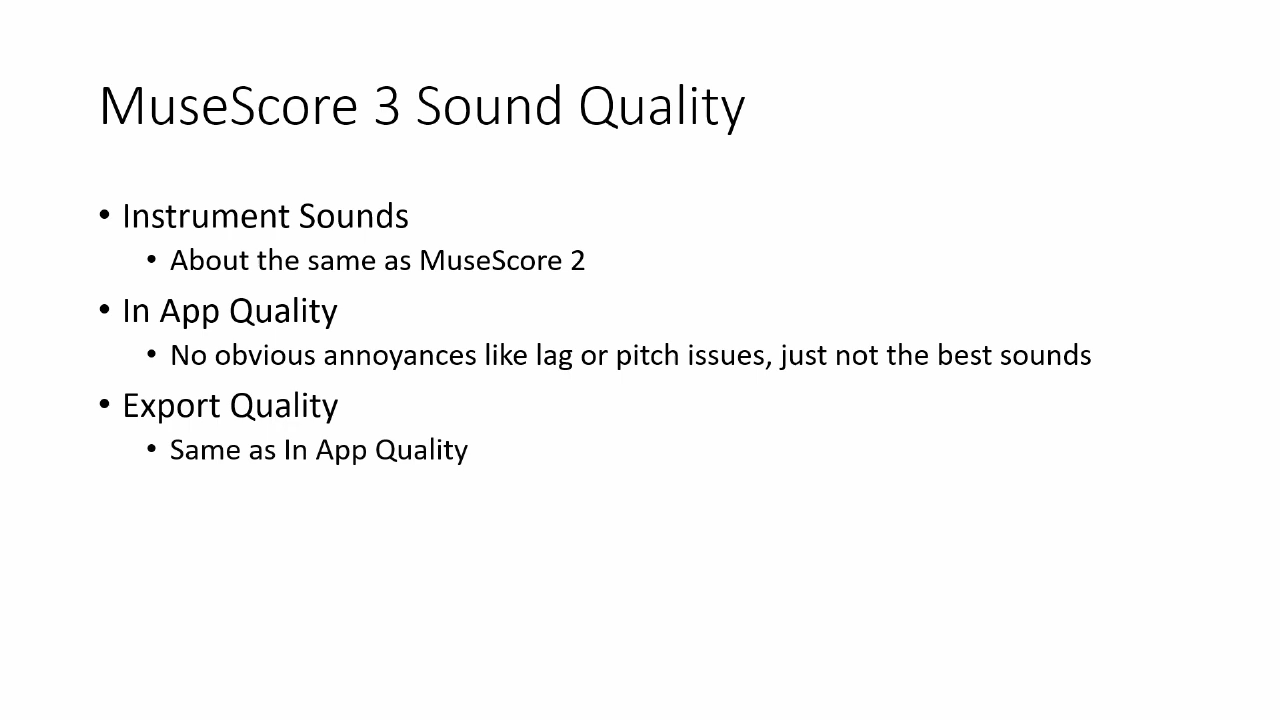 MuseScore 3 Sound Quality
• Instrument Sounds
• About the same as MuseScore 2
• In App Quality
• No obvious annoyances like lag or pitch issues, just not the best sounds
• Export Quality
• Same as In App Quality